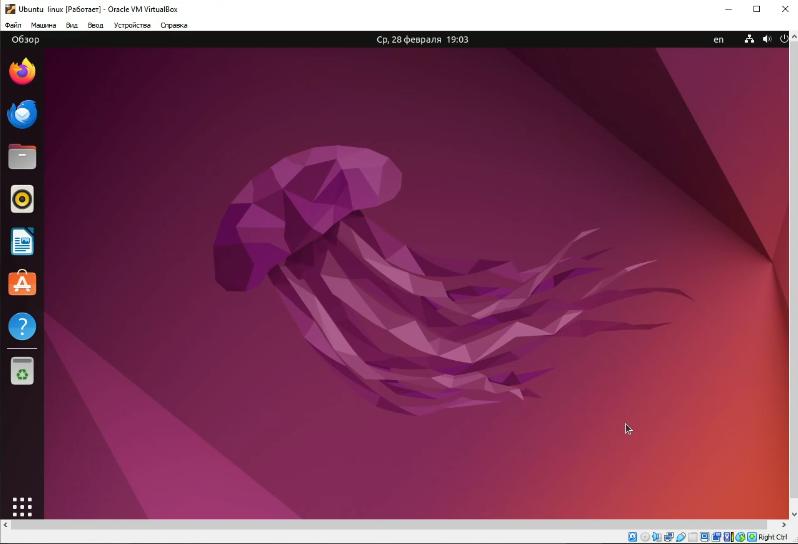 Ubuntu linux [Работает] - Oracle VM VirtualBox
Файл Машина Вид Ввод Устройства Справка
Обзор Ср, 28 февраля 19:03 en
?
Right Ctrl